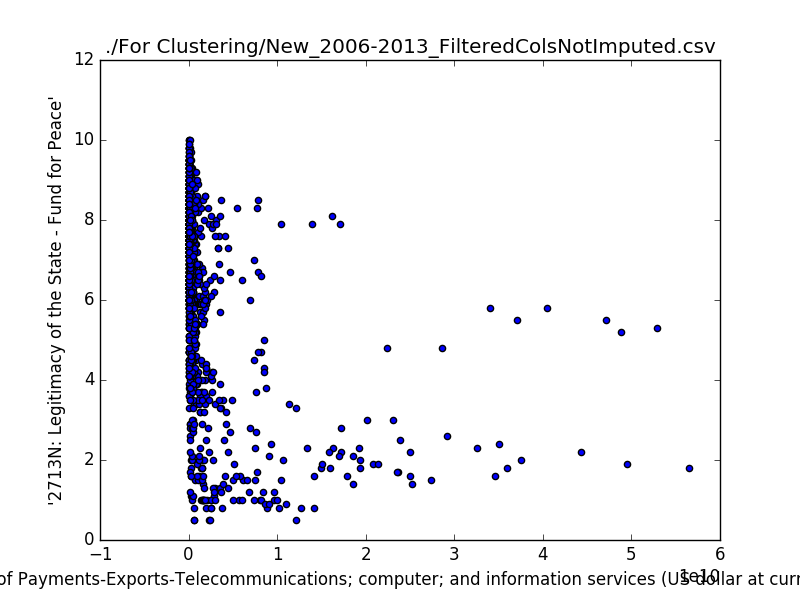 ./For Clustering/New_2006-2013_FilteredColsNotImputed.csv
'2713N: Legitimacy of the State - Fund for Peace'
12
10
8
6
4
2
0
−1 0 1 2 3 4 5 6
1e10
of Payments-Exports-Telecommunications; computer; and information services (US dollar at curr